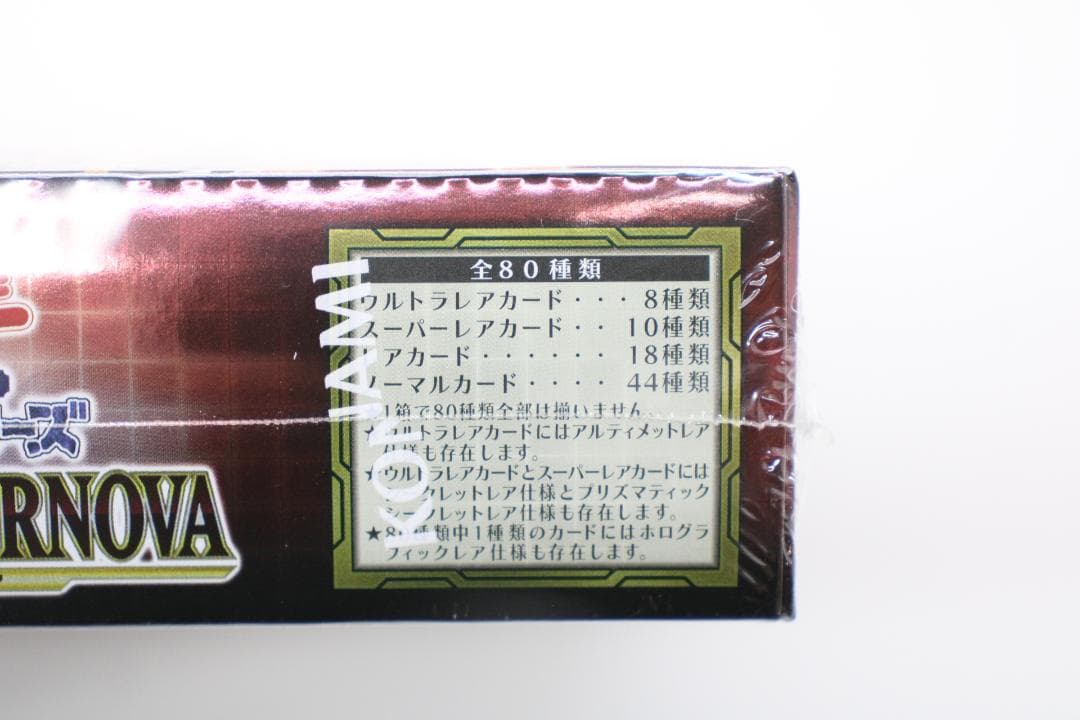 全80種類
ウルトラレアカード・・・8種類
スーパーレアカード・・10種類
レアカード・・・・・・18種類
ノーマルカード・・・・44種類
1箱で80種類全部は揃いません。
★ウルトラレアカードにはアルティメットレア
仕様も存在します。
★ウルトラレアカードとスーパーレアカードには
シークレットレア仕様とプリズマティック
シークレットレア仕様も存在します。
★80種類中1種類のカードにはホログラ
フィックレア仕様も存在します。
KONAMI
ーズ
RNOVA